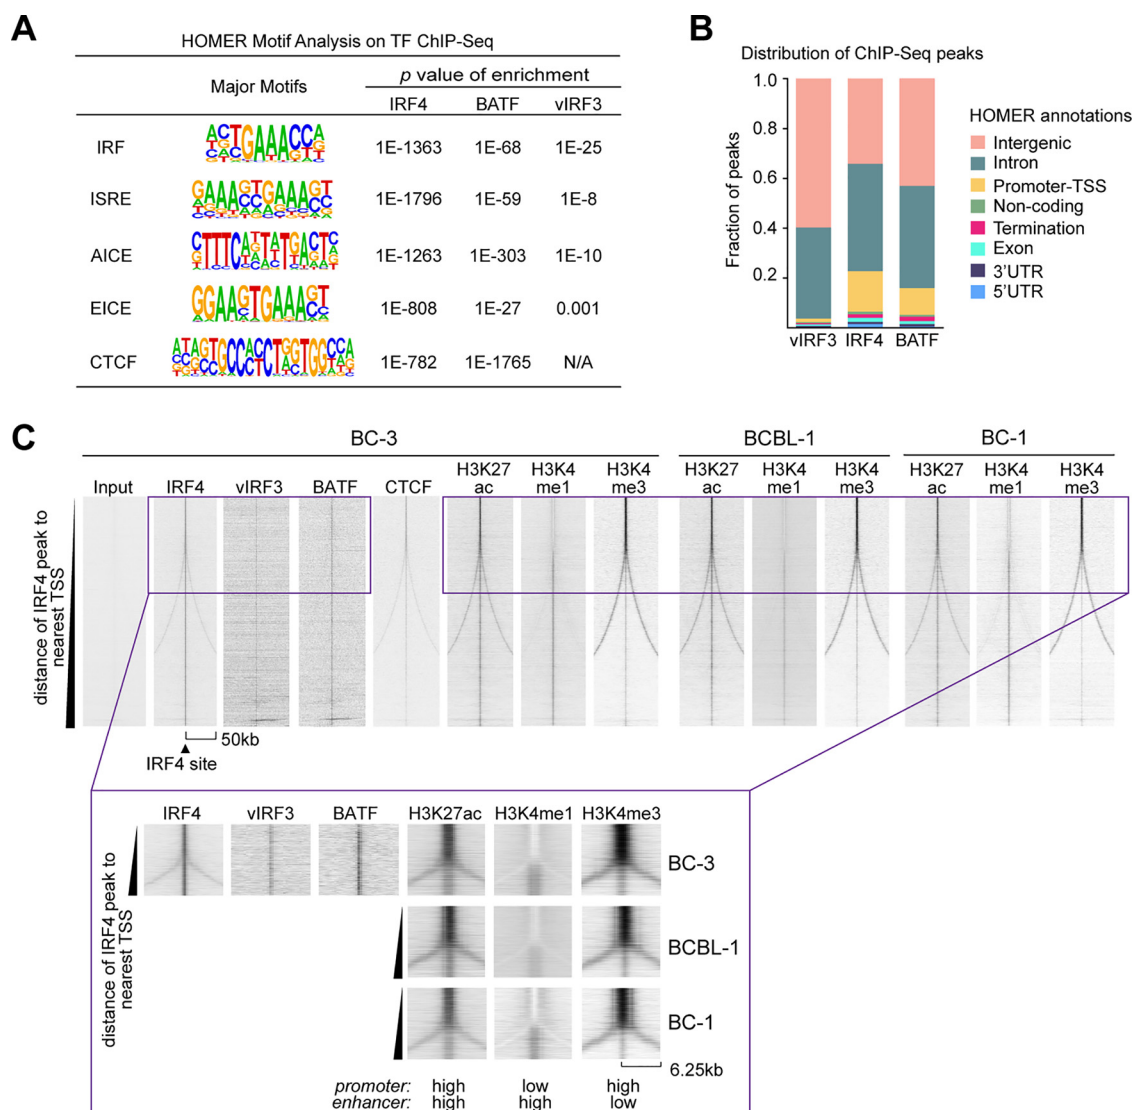 A
HOMER Motif Analysis on TF ChIP-Seq
Major Motifs
p value of enrichment
IRF4 BATF vIRF3
IRF 1E-1363 1E-68 1E-25
ISRE 1E-1796 1E-59 1E-8
AICE 1E-1263 1E-303 1E-10
EICE 1E-808 1E-27 0.001
CTCF 1E-782 1E-1765 N/A
B
Distribution of ChIP-Seq peaks
Fraction of peaks
1.0
0.8
0.6
0.4
0.2
vIRF3 IRF4 BATF
HOMER annotations
Intergenic
Intron
Promoter-TSS
Non-coding
Termination
Exon
3'UTR
5'UTR
C
BC-3 BCBL-1 BC-1
Input IRF4 vIRF3 BATF CTCF H3K27 ac H3K4 me1 H3K4 me3 H3K27 ac H3K4 me1 H3K4 me3 H3K27 ac H3K4 me1 H3K4 me3
distance of IRF4 peak to
nearest TSS
50kb
IRF4 site
IRF4 vIRF3 BATF H3K27ac H3K4me1 H3K4me3
distance of IRF4 peak to
nearest TSS
BC-3
BCBL-1
BC-1
6.25kb
promoter: high low high
enhancer: high high low